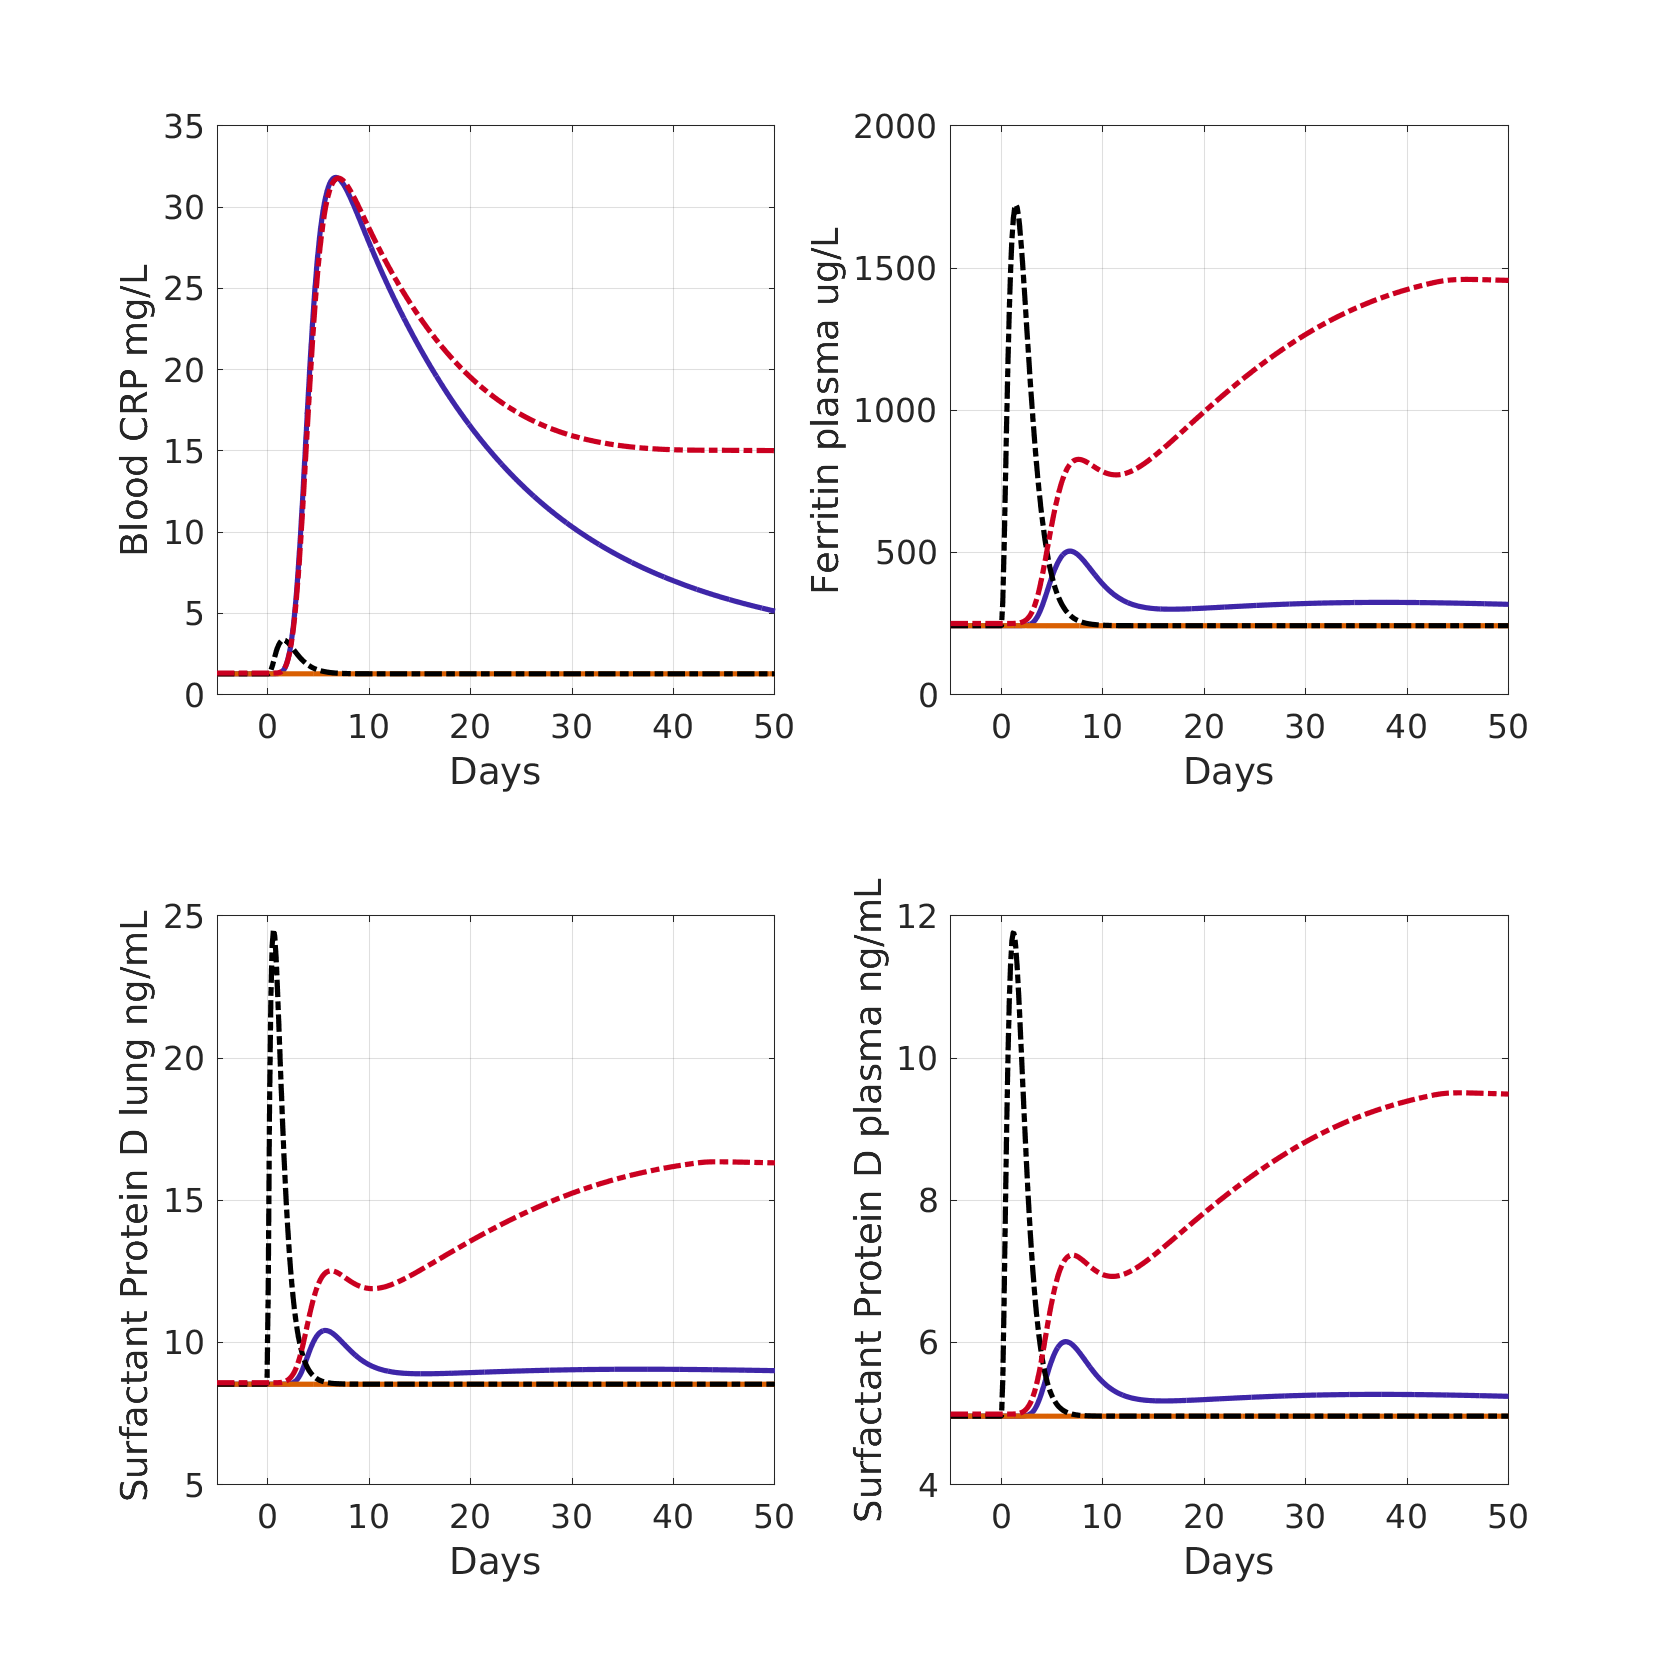 Blood CRP mg/L
35
30
25
20
15
10
5
0
0 10 20 30 40 50
Days
Ferritin plasma ug/L
2000
1500
1000
500
0
0 10 20 30 40 50
Days
Surfactant Protein D lung ng/mL
25
20
15
10
5
0 10 20 30 40 50
Days
Surfactant Protein D plasma ng/mL
12
10
8
6
4
0 10 20 30 40 50
Days